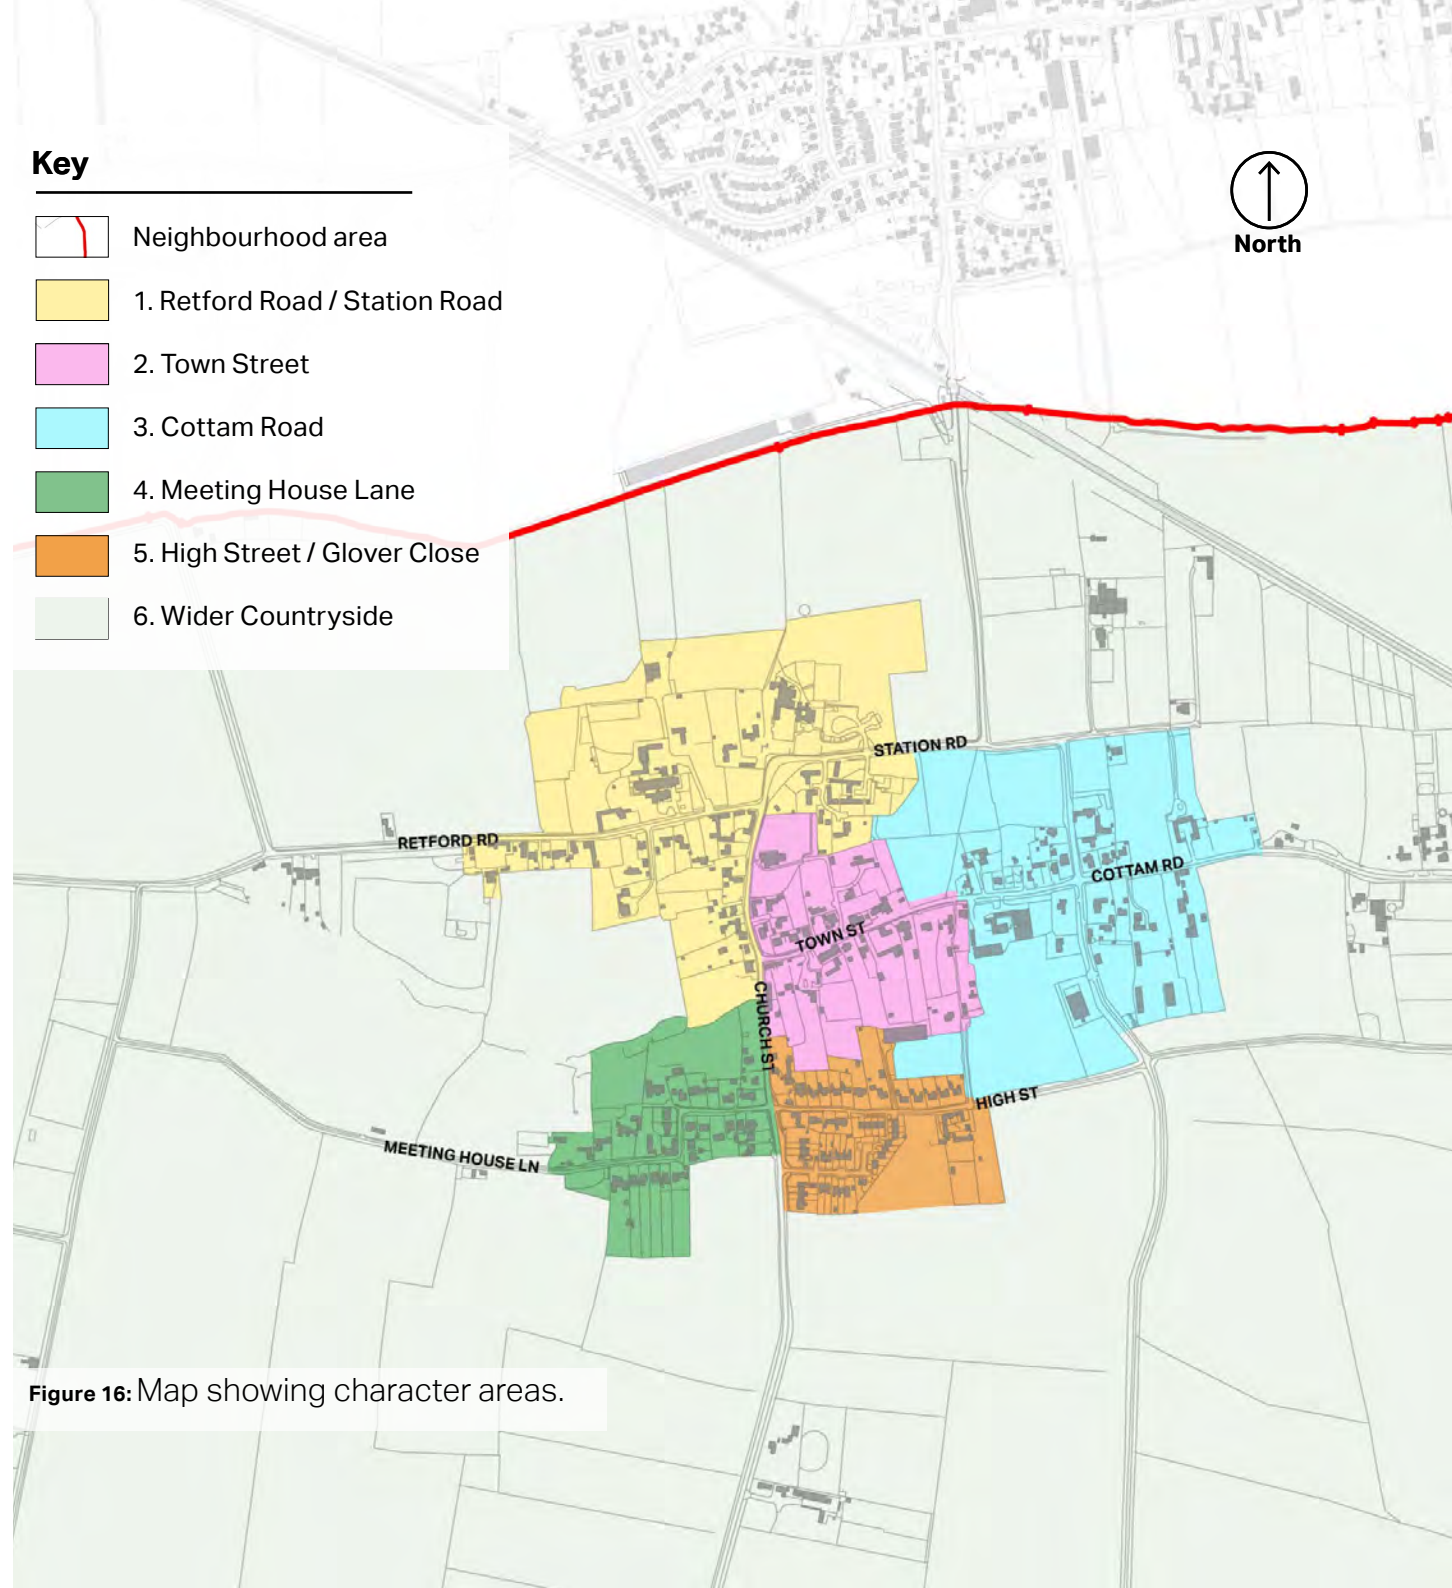 Key
Neighbourhood area
1. Retford Road / Station Road
2. Town Street
3. Cottam Road
4. Meeting House Lane
5. High Street / Glover Close
6. Wider Countryside
North
STATION RD
RETFORD RD
COTTAM RD
TOWN ST
CHURCH ST
HIGH ST
MEETING HOUSE LN
Figure 16: Map showing character areas.